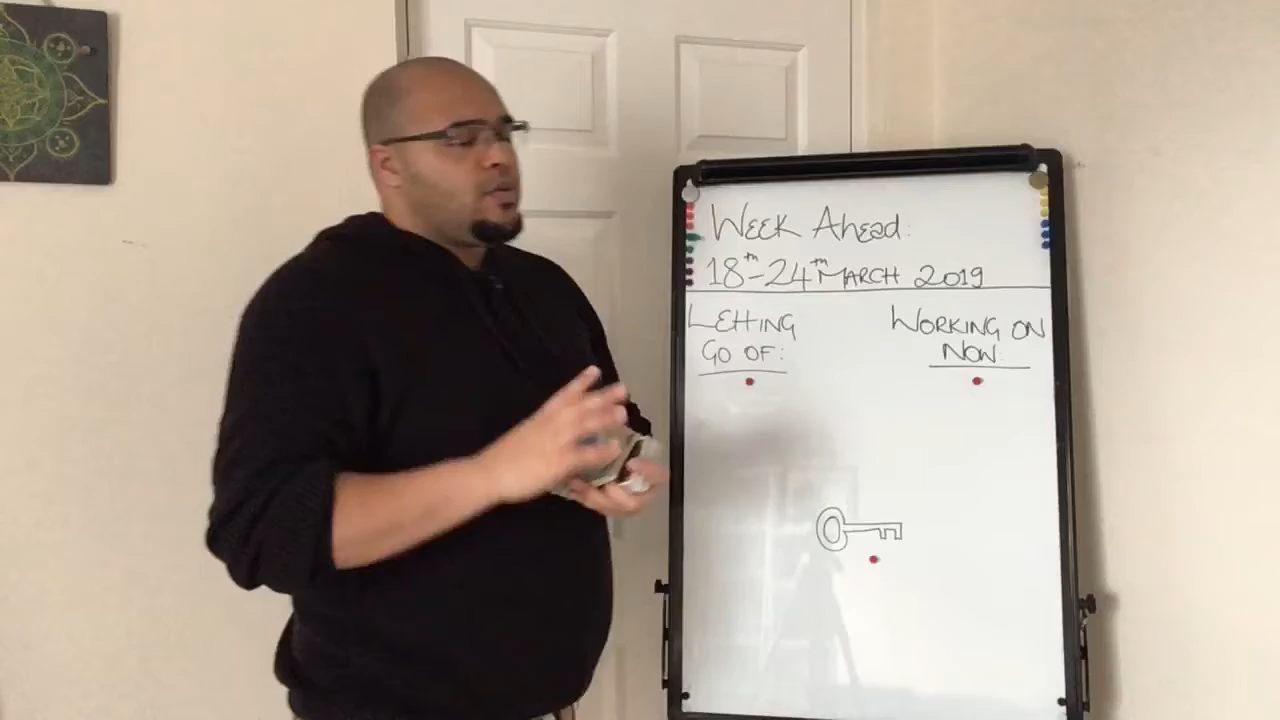 Week Ahead:
18th-24th March 2019
Letting
Go of:
Working on
Now: